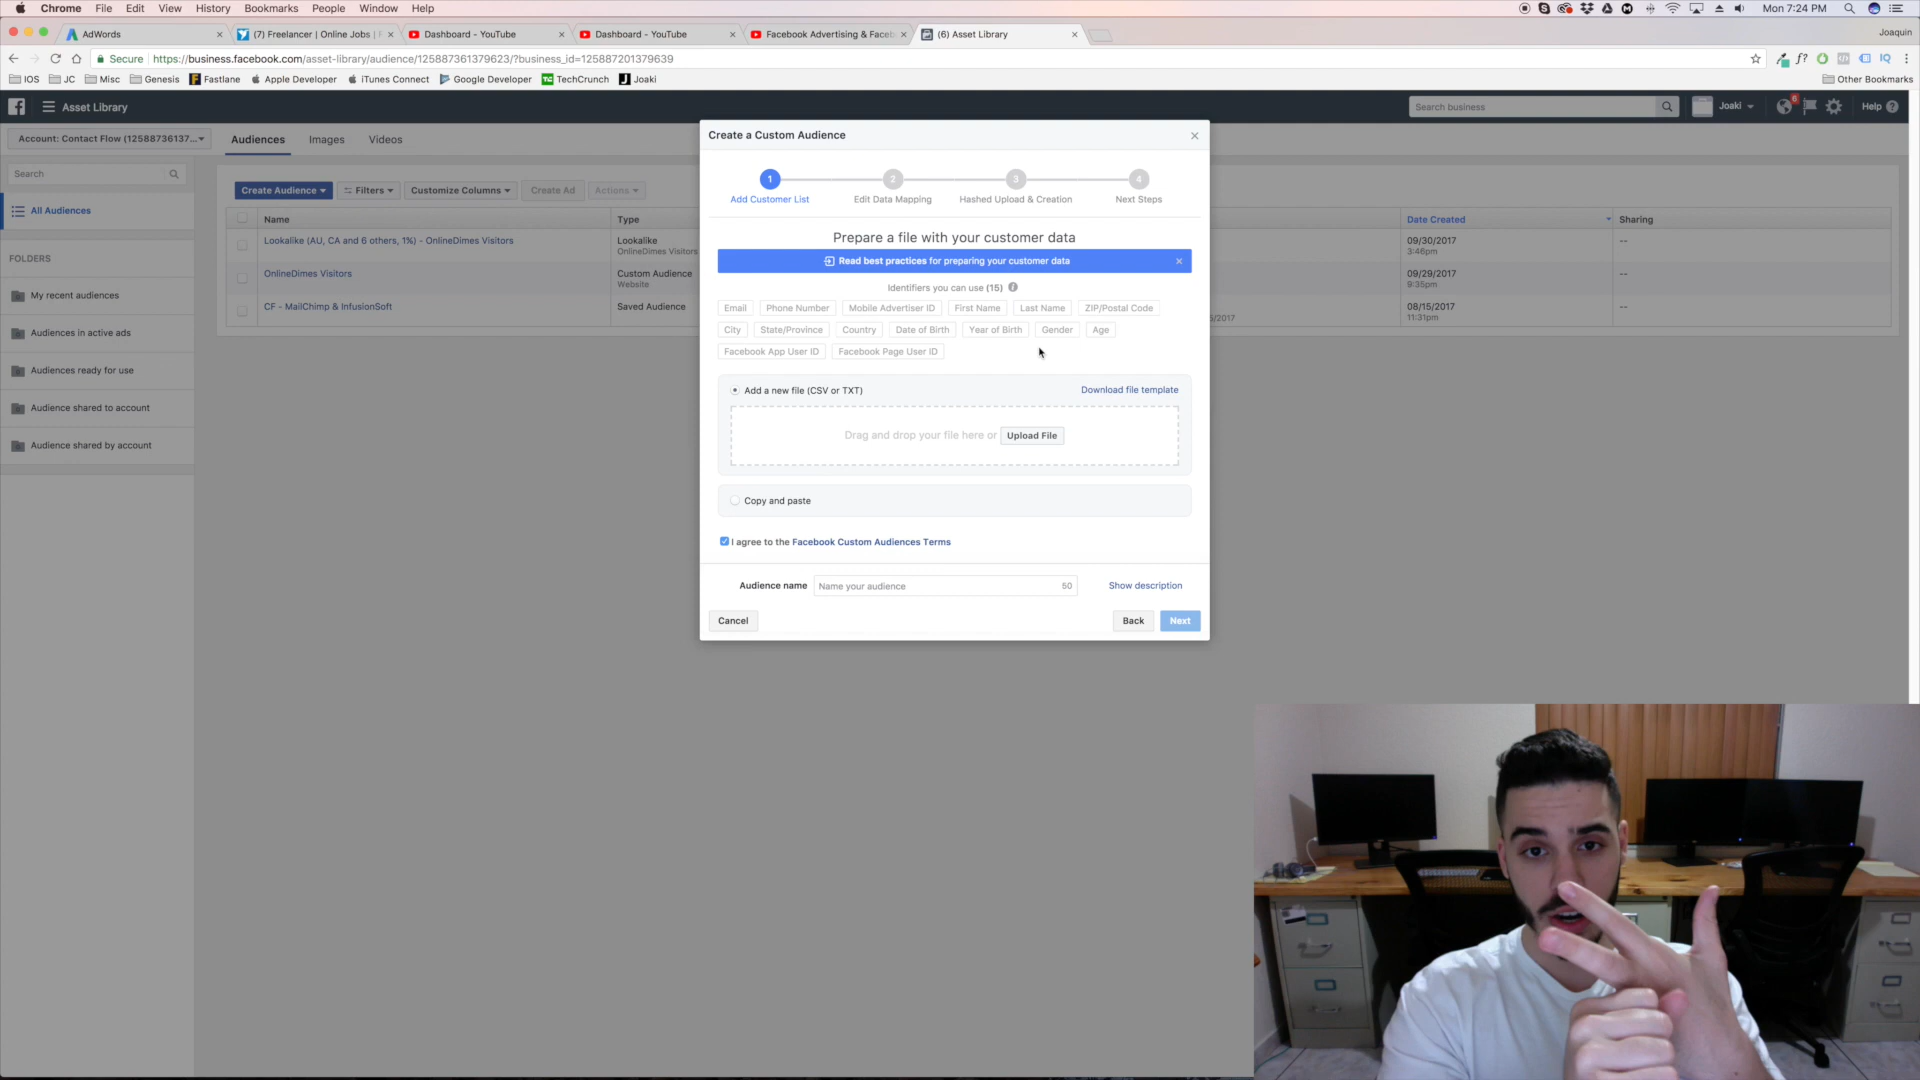 Chrome File Edit View History Bookmarks People Window Help Mon 7:24 PM
AdWords (7) Freelancer | Online Jobs | Dashboard - YouTube Dashboard - YouTube Facebook Advertising & Faceb (6) Asset Library Joaquin
Secure https://business.facebook.com/asset-library/audience/125887361379623/?business_id=125887201379639
IOS JC Misc Genesis Fastlane Apple Developer iTunes Connect Google Developer TechCrunch Joaki Other Bookmarks
Asset Library Search business Joaki 6 Help
Account: Contact Flow (12588736137... Audiences Images Videos
Search
Create Audience Filters Customize Columns Create Ad Actions
All Audiences
Name Type Date Created Sharing
Lookalike (AU, CA and 6 others, 1%) - OnlineDimes Visitors Lookalike 09/30/2017 --
OnlineDimes Visitors 3:46pm
OnlineDimes Visitors Custom Audience 09/29/2017 --
Website 9:35pm
CF - MailChimp & InfusionSoft Saved Audience 08/15/2017 --
5/2017 11:31pm
FOLDERS
My recent audiences
Audiences in active ads
Audiences ready for use
Audience shared to account
Audience shared by account
Create a Custom Audience
1 2 3 4
Add Customer List Edit Data Mapping Hashed Upload & Creation Next Steps
Prepare a file with your customer data
Read best practices for preparing your customer data
Identifiers you can use (15)
Email Phone Number Mobile Advertiser ID First Name Last Name ZIP/Postal Code
City State/Province Country Date of Birth Year of Birth Gender Age
Facebook App User ID Facebook Page User ID
Add a new file (CSV or TXT) Download file template
Drag and drop your file here or Upload File
Copy and paste
I agree to the Facebook Custom Audiences Terms
Audience name Name your audience 50 Show description
Cancel Back Next